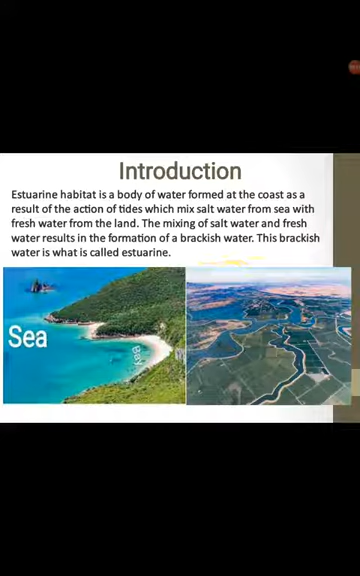 Introduction
Estuarine habitat is a body of water formed at the coast as a
result of the action of tides which mix salt water from sea with
fresh water from the land. The mixing of salt water and fresh
water results in the formation of a brackish water. This brackish
water is what is called estuarine.
Sea
Bay